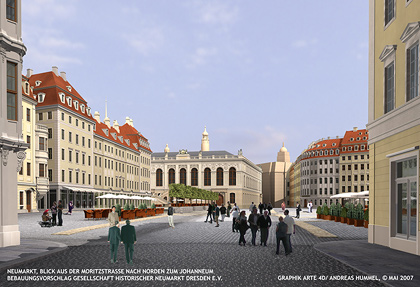 NEUMARKT, BLICK AUS DER MORITZSTRASSE NACH NORDEN ZUM JOHANNEUM
BEBAUUNGSVORSCHLAG GESELLSCHAFT HISTORISCHER NEUMARKT DRESDEN E.V.
GRAPHIK ARTE 4D/ ANDREAS HUMMEL, © MAI 2007